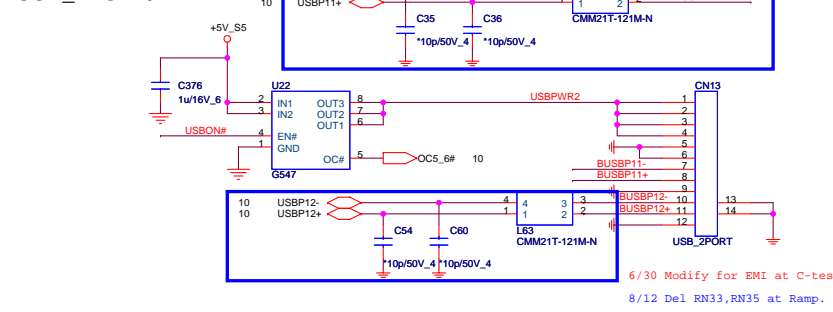 10 USBP11+
1 2
CMM21T-121M-N
C35 C36
*10p/50V_4 *10p/50V_4
+5V_S5
C376
1u/16V_6
U22
2 IN1 OUT3 8
3 IN2 OUT2 7
OUT1 6
4 EN#
1 GND
OC# 5
G547
USBON#
OC5_6# 10
USBPWR2
CN13
1
2
3
4
5
6
BUSBP11- 7
BUSBP11+ 8
9
BUSBP12- 10 13
BUSBP12+ 11 14
12
USB_2PORT
10 USBP12- 4 4 3 3
10 USBP12+ 1 1 2 2
L63
CMM21T-121M-N
C54 C60
*10p/50V_4 *10p/50V_4
6/30 Modify for EMI at C-tes
8/12 Del RN33,RN35 at Ramp.